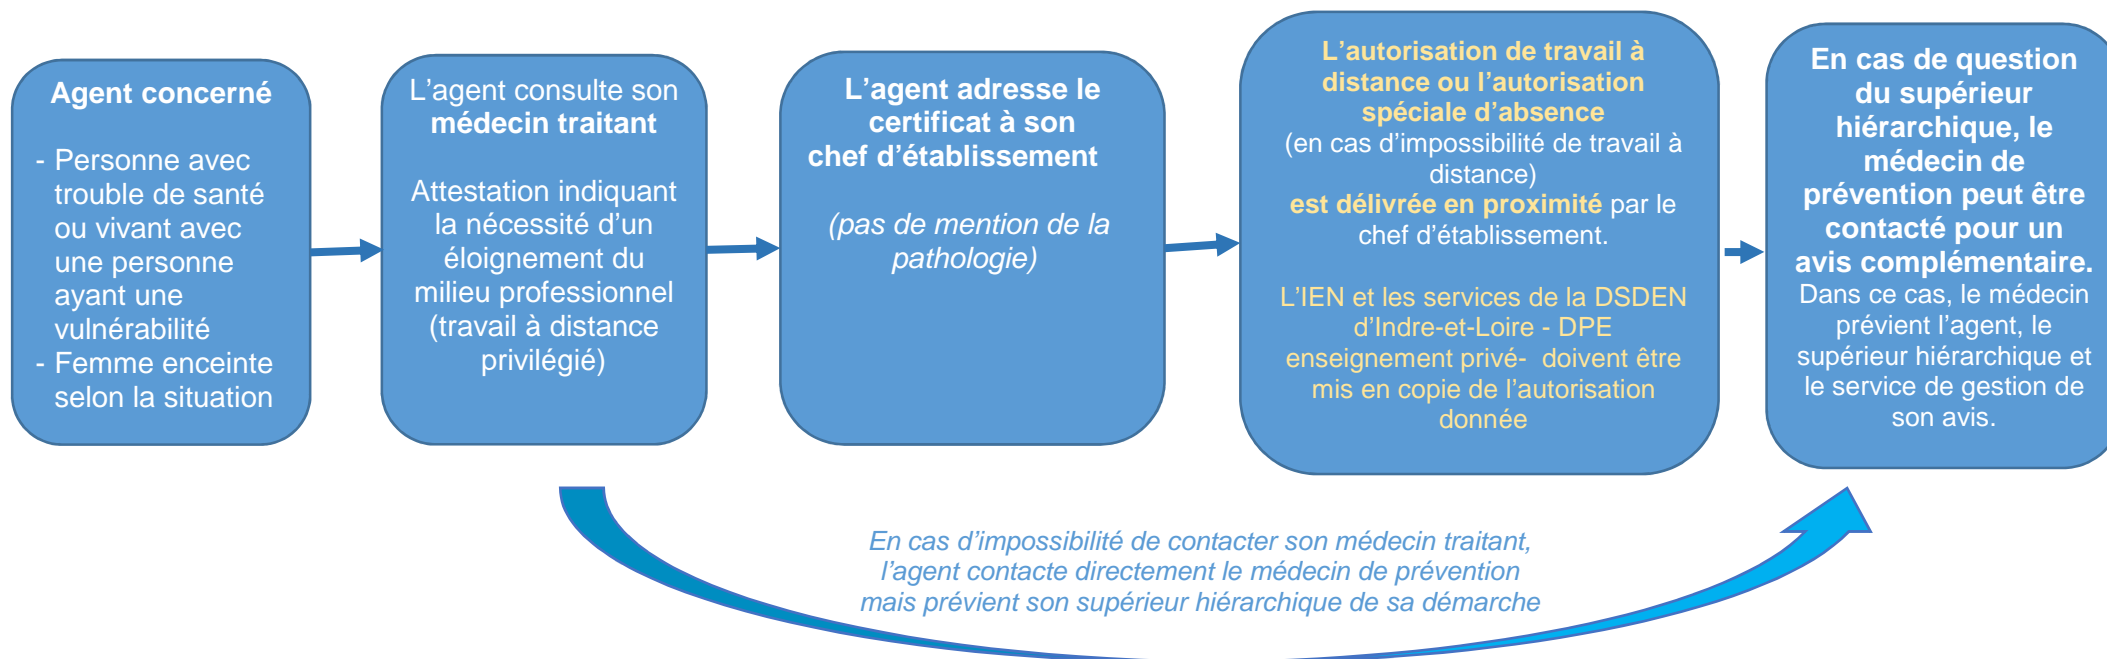 Agent concerné
- Personne avec
trouble de santé
ou vivant avec
une personne
ayant une
vulnérabilité
- Femme enceinte
selon la situation
L’agent consulte son
médecin traitant
Attestation indiquant
la nécessité d’un
éloignement du
milieu professionnel
(travail à distance
privilégié)
L’agent adresse le
certificat à son
chef d’établissement
(pas de mention de la
pathologie)
L’autorisation de travail à
distance ou l’autorisation
spéciale d’absence
(en cas d’impossibilité de travail à
distance)
est délivrée en proximité par le
chef d’établissement.
L’IEN et les services de la DSDEN
d’Indre-et-Loire - DPE
enseignement privé- doivent être
mis en copie de l’autorisation
donnée
En cas de question
du supérieur
hiérarchique, le
médecin de
prévention peut être
contacté pour un
avis complémentaire.
Dans ce cas, le médecin
prévient l’agent, le
supérieur hiérarchique et
le service de gestion de
son avis.
En cas d’impossibilité de contacter son médecin traitant,
l’agent contacte directement le médecin de prévention
mais prévient son supérieur hiérarchique de sa démarche